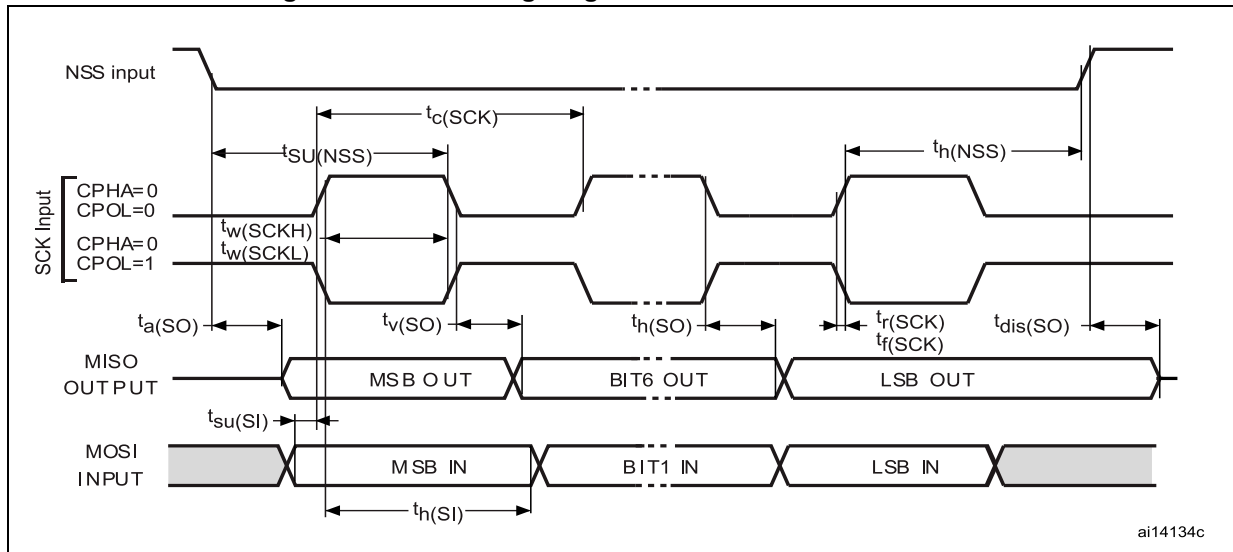 NSS input
tc(SCK)
tSU(NSS)
th(NSS)
SCK Input
CPHA=0
CPOL=0
CPHA=0
CPOL=1
tw(SCKH)
tw(SCKL)
ta(SO)
tv(SO)
th(SO)
tr(SCK)
tf(SCK)
tdis(SO)
MISO
OUTPUT
MSB OUT
BIT6 OUT
LSB OUT
tsu(SI)
MOSI
INPUT
MSB IN
BIT1 IN
LSB IN
th(SI)
ai14134c